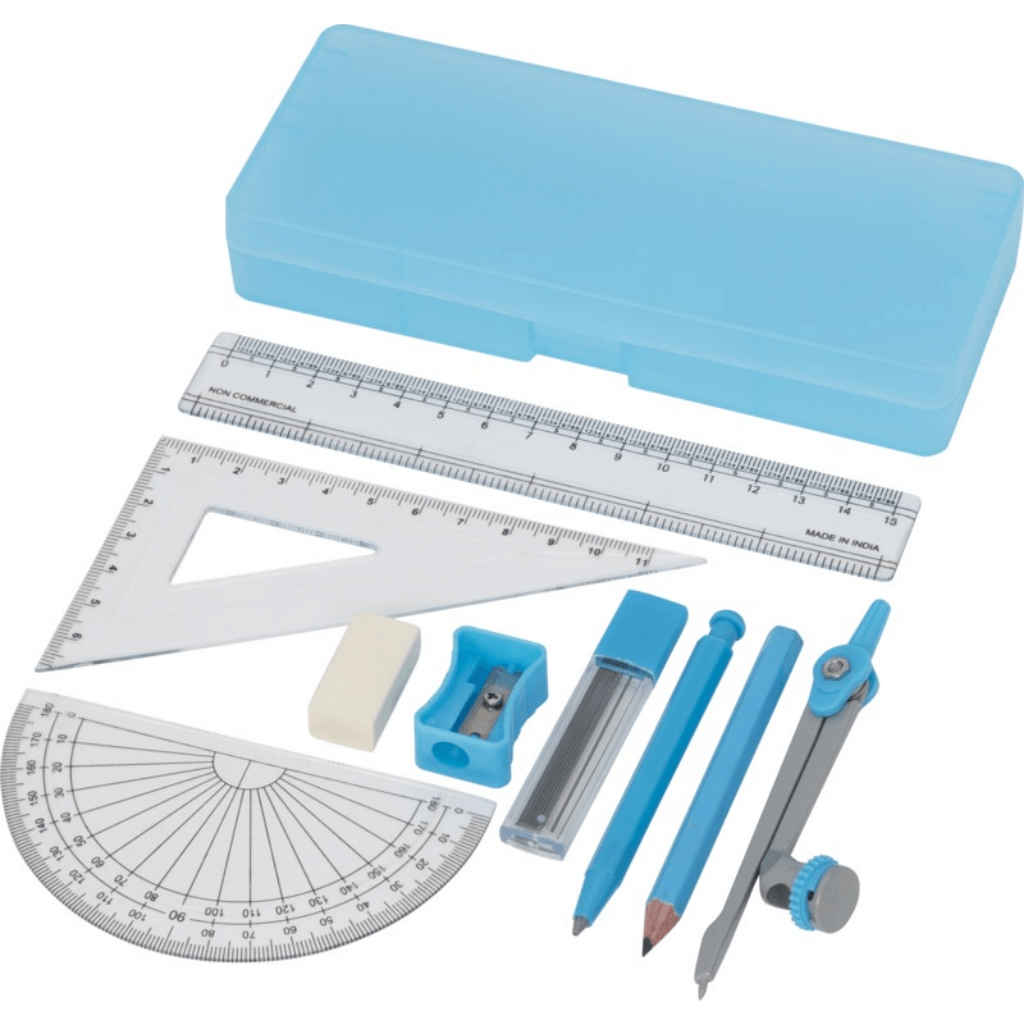 0 1 2 3 4 5 6 7 8 9 10 11 12 13 14 15
NON COMMERCIAL
MADE IN INDIA
1 2 3 4 5 6 7 8 9 10 11
1 2 3 4 5 6
180 170 160 150 140 130 120 110 100 90 80 70 60 50 40 30 20 10 0
0 10 20 30 40 50 60 70 80 100 110 120 130 140 150 160 170 180